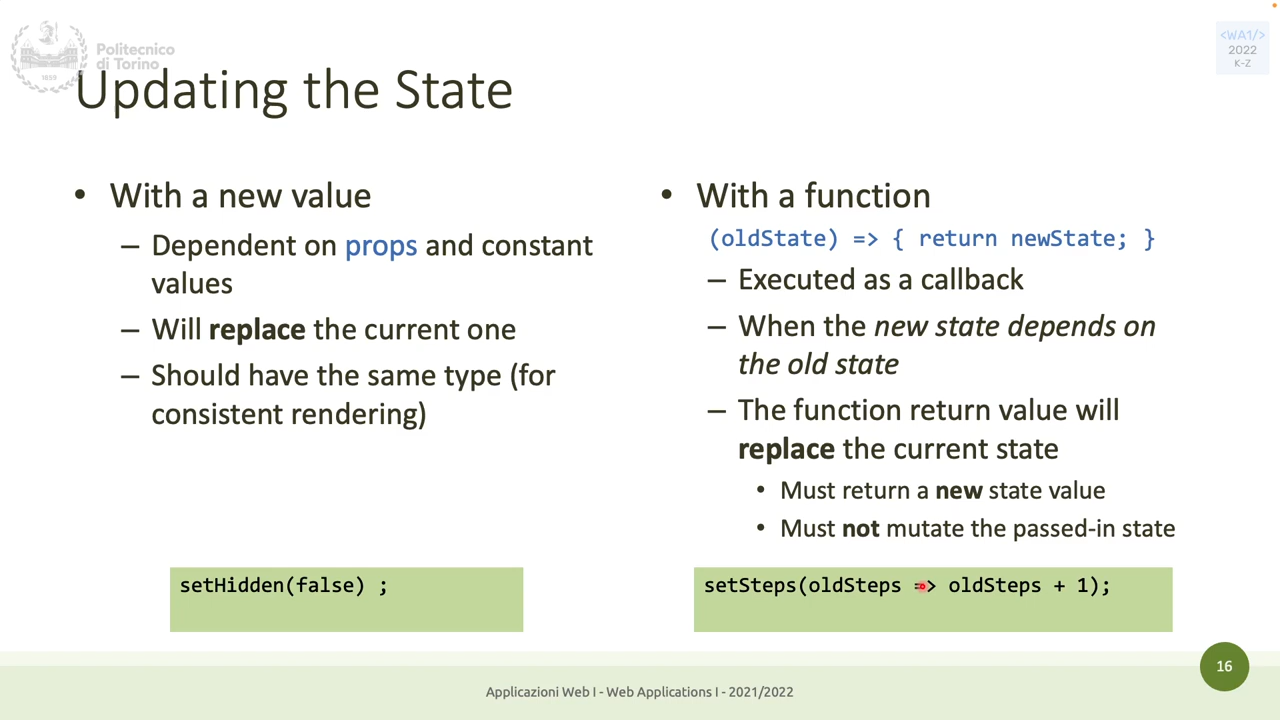 Politecnico
di Torino
1859
<WA1/>
2022
K-Z
Updating the State
• With a new value
– Dependent on props and constant
values
– Will replace the current one
– Should have the same type (for
consistent rendering)
setHidden(false) ;
• With a function
(oldState) => { return newState; }
– Executed as a callback
– When the new state depends on
the old state
– The function return value will
replace the current state
• Must return a new state value
• Must not mutate the passed-in state
setSteps(oldSteps => oldSteps + 1);
16
Applicazioni Web I - Web Applications I - 2021/2022